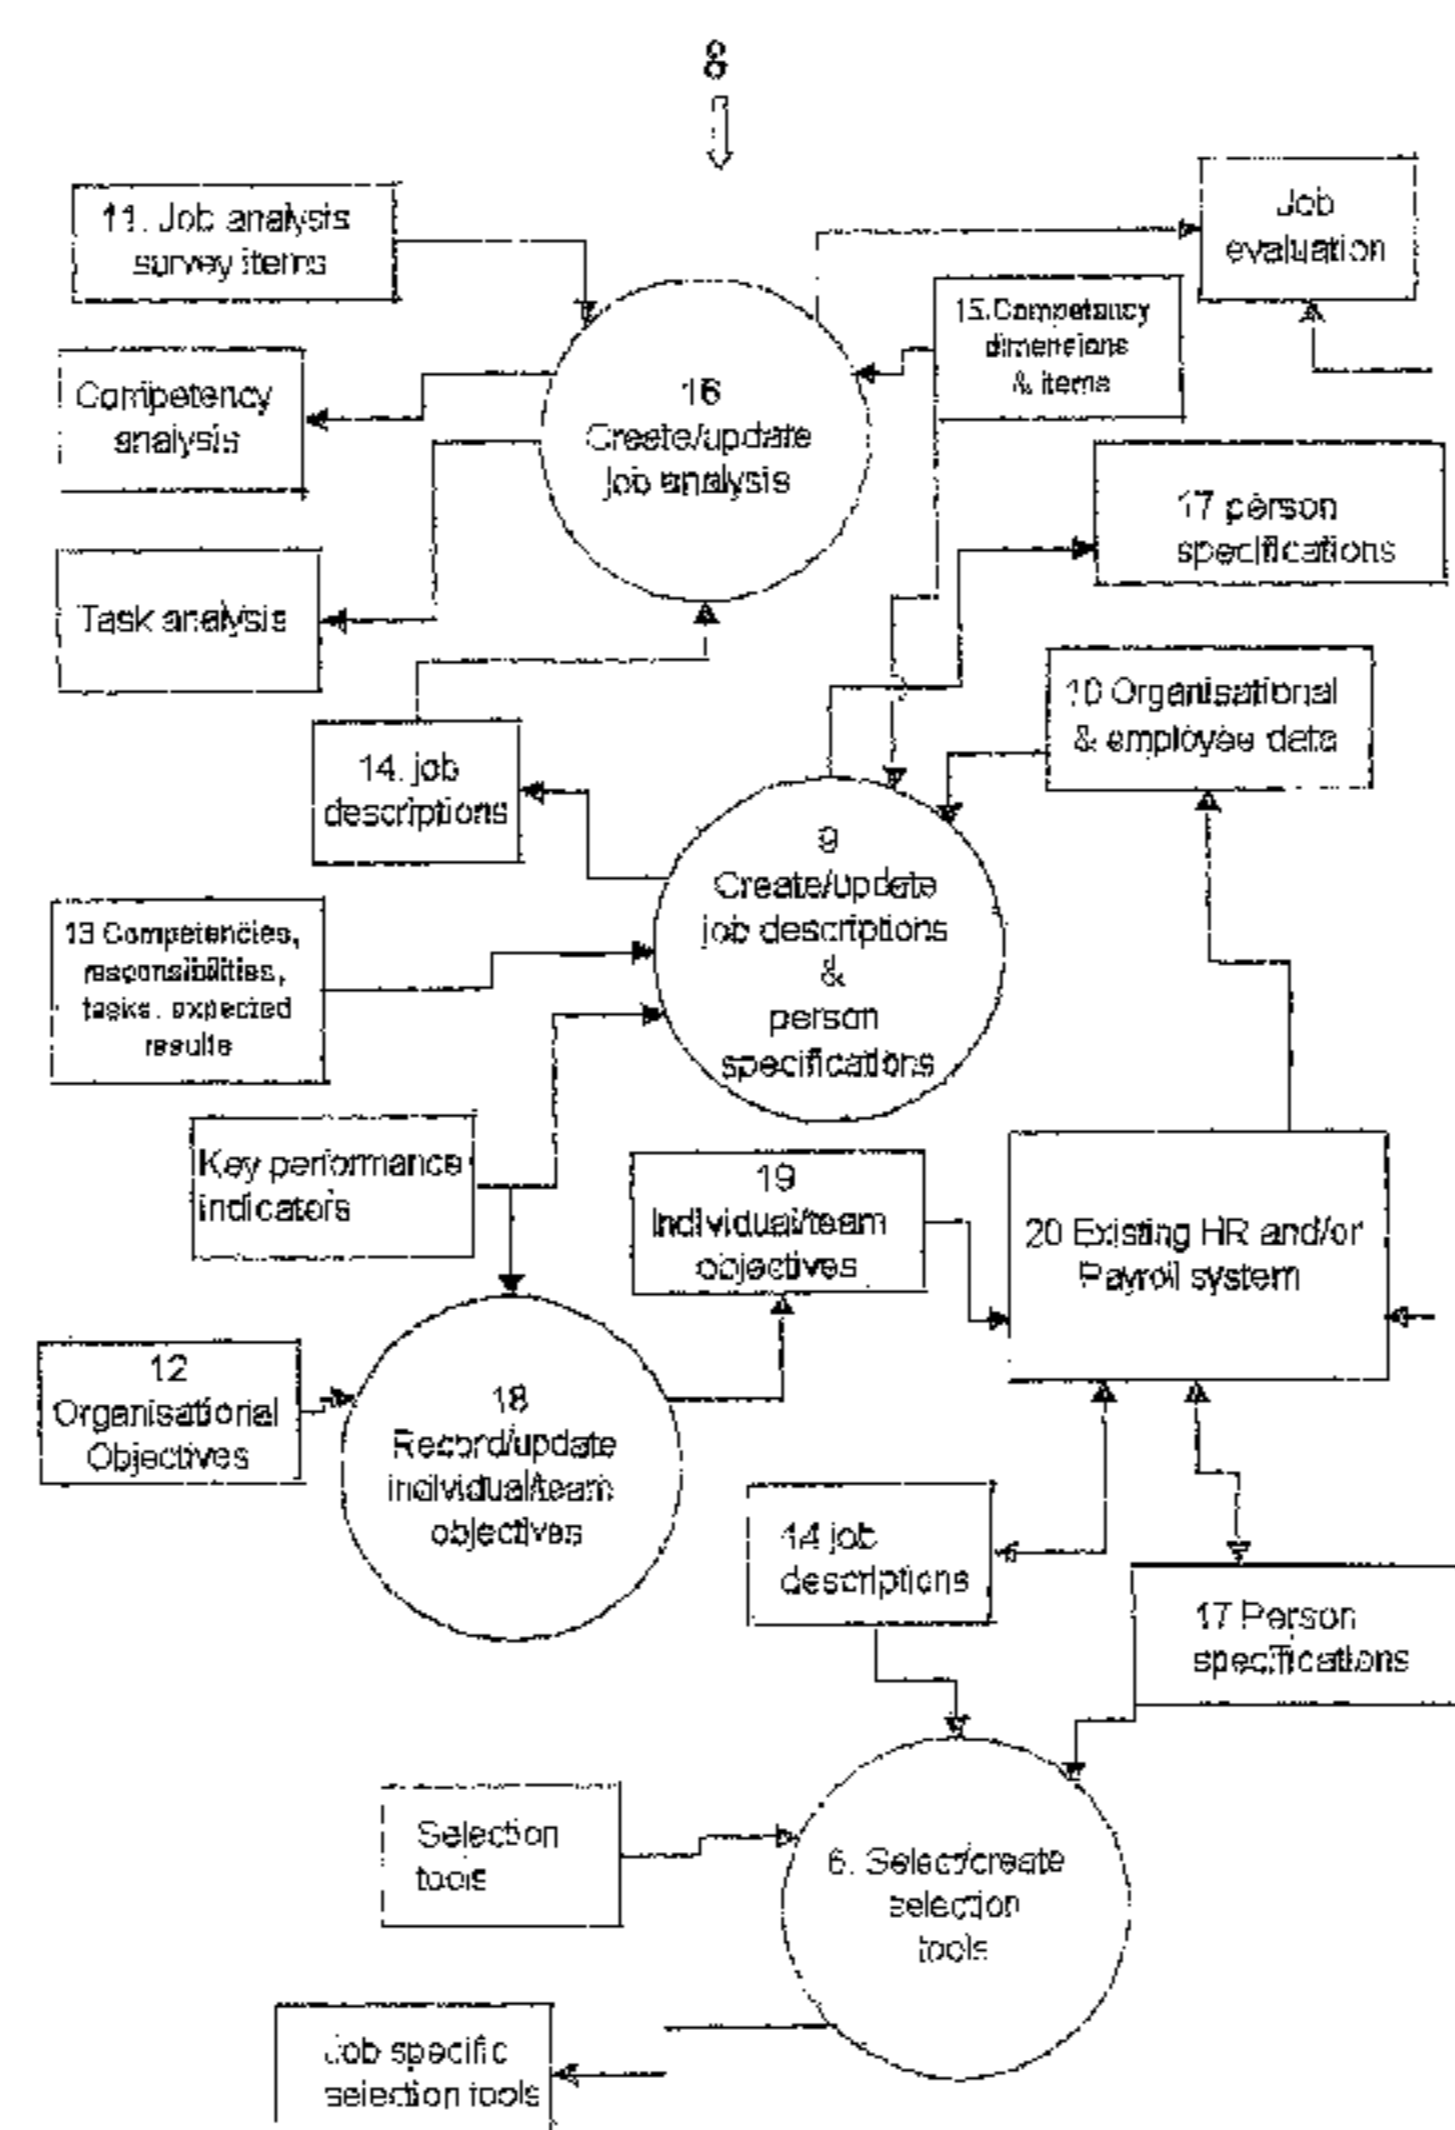 8
11. Job analysis
survey items
Job
evaluation
15.Competency
dimensions
& items
Competency
analysis
16
Create/update
job analysis
17 person
specifications
Task analysis
10 Organisational
& employee data
14. job
descriptions
9
Create/update
job descriptions
&
person
specifications
13 Competencies,
responsibilities,
tasks, expected
results
Key performance
indicators
19
Individual/team
objectives
20 Existing HR and/or
Payroll system
12
Organisational
Objectives
18
Record/update
individual/team
objectives
14 job
descriptions
17 Person
specifications
Selection
tools
6. Select/create
selection
tools
Job specific
selection tools